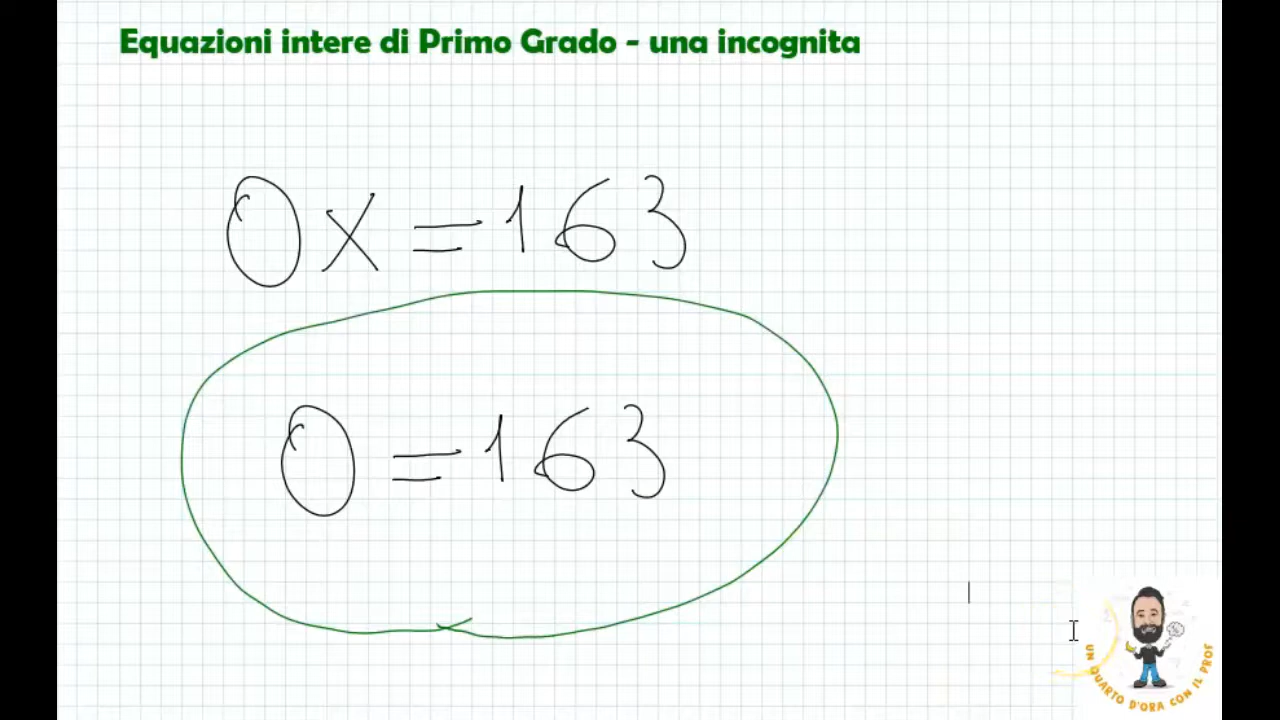 Equazioni intere di Primo Grado - una incognita
0x = 163
0 = 163
UN QUARTO D'ORA CON IL PROF